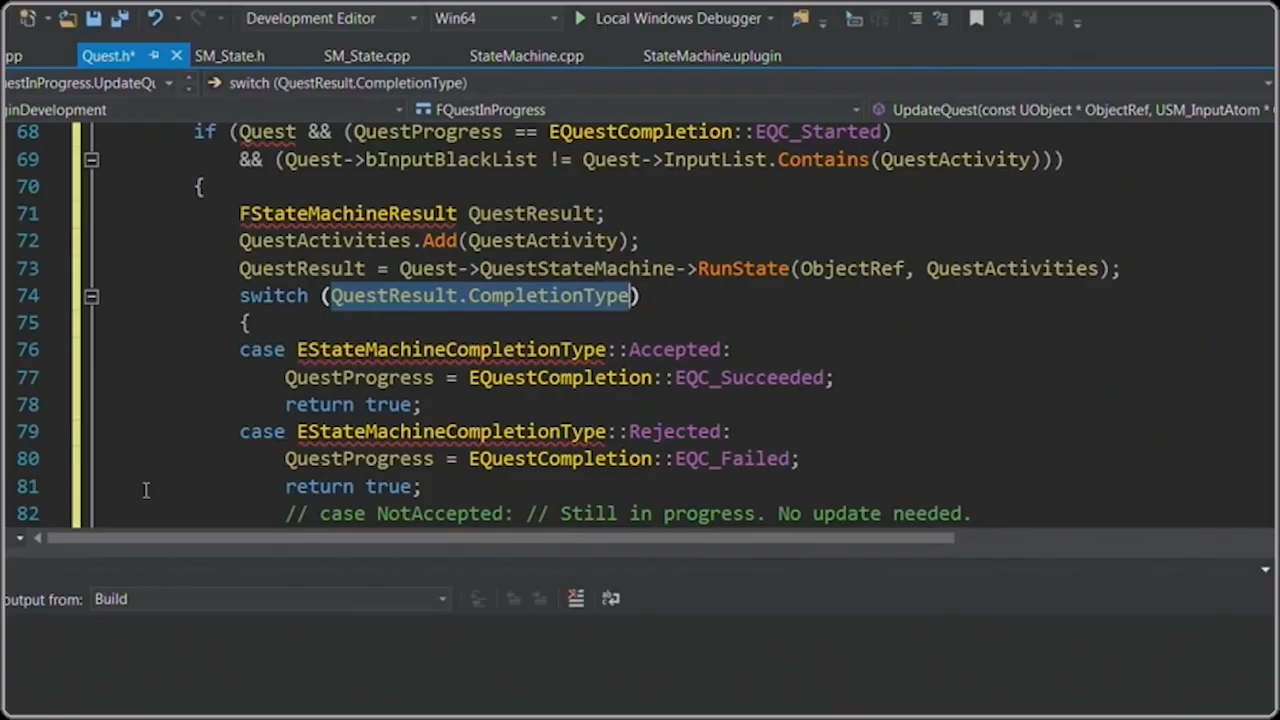 Development Editor Win64 Local Windows Debugger
pp Quest.h* SM_State.h SM_State.cpp StateMachine.cpp StateMachine.uplugin
estInProgress.UpdateQu switch (QuestResult.CompletionType)
ginDevelopment FQuestInProgress UpdateQuest(const UObject * ObjectRef, USM_InputAtom *
68 if (Quest && (QuestProgress == EQuestCompletion::EQC_Started)
69 && (Quest->bInputBlackList != Quest->InputList.Contains(QuestActivity)))
70 {
71 FStateMachineResult QuestResult;
72 QuestActivities.Add(QuestActivity);
73 QuestResult = Quest->QuestStateMachine->RunState(ObjectRef, QuestActivities);
74 switch (QuestResult.CompletionType)
75 {
76 case EStateMachineCompletionType::Accepted:
77 QuestProgress = EQuestCompletion::EQC_Succeeded;
78 return true;
79 case EStateMachineCompletionType::Rejected:
80 QuestProgress = EQuestCompletion::EQC_Failed;
81 return true;
82 // case NotAccepted: // Still in progress. No update needed.
output from: Build